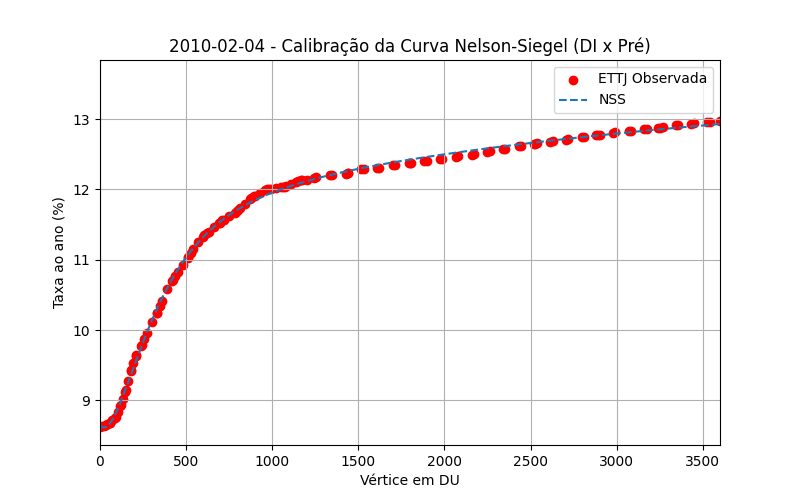 2010-02-04 - Calibração da Curva Nelson-Siegel (DI x Pré)
ETTJ Observada
NSS
Taxa ao ano (%)
13
12
11
10
9
0 500 1000 1500 2000 2500 3000 3500
Vértice em DU